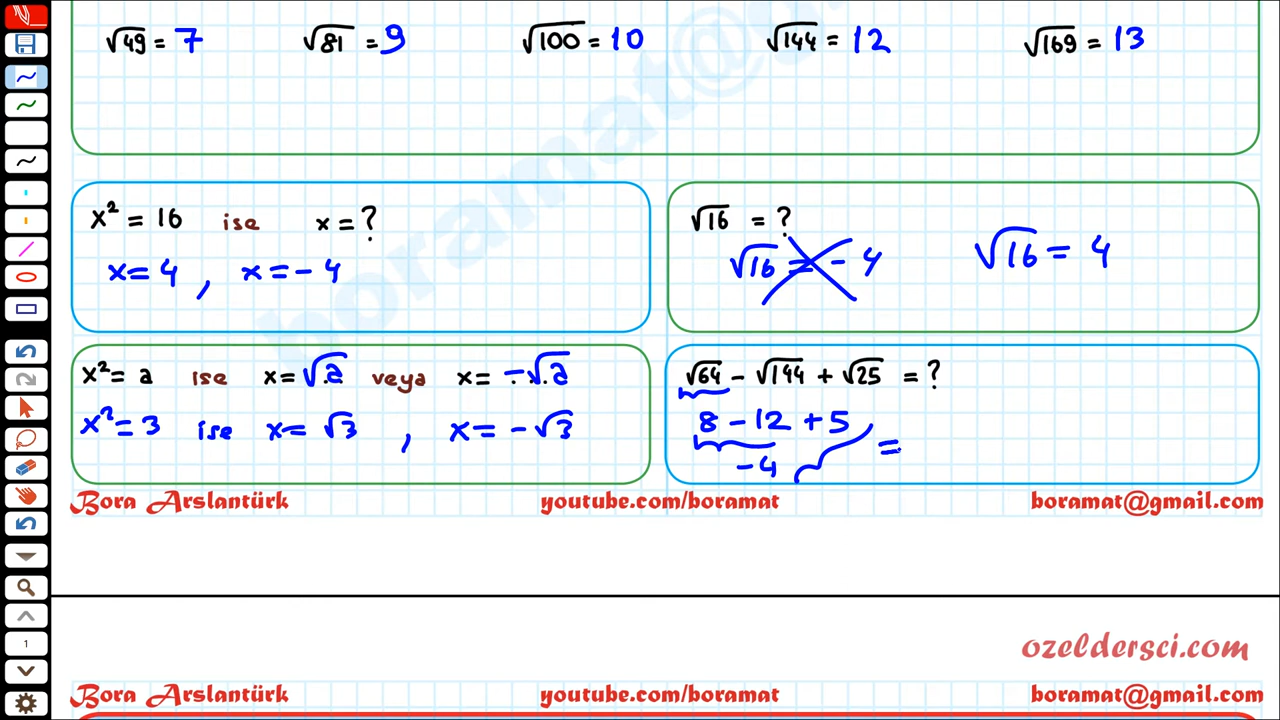 √49 = 7 √81 = 9 √100 = 10 √144 = 12 √169 = 13
boramat@g
x² = 16 ise x = ?
x = 4 , x = -4
√16 = ?
√16 = -4 √16 = 4
x² = a ise x = √a veya x = -√a
x² = 3 ise x = √3 , x = -√3
√64 - √144 + √25 = ?
8 - 12 + 5 =
-4
Bora Arslantürk youtube.com/boramat boramat@gmail.com
1
ozeldersci.com
Bora Arslantürk youtube.com/boramat boramat@gmail.com